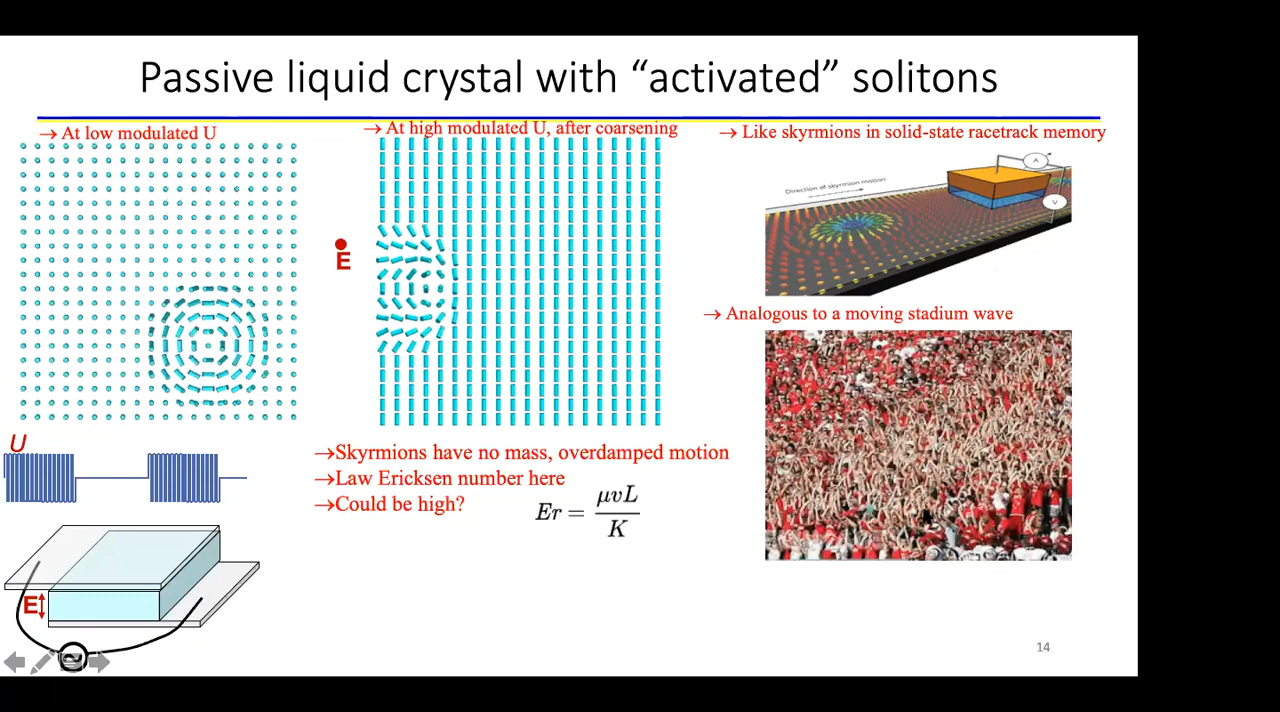 Passive liquid crystal with “activated” solitons
→ At low modulated U
→ At high modulated U, after coarsening
→ Like skyrmions in solid-state racetrack memory
Direction of skyrmion motion
A
V
E
→ Analogous to a moving stadium wave
U
→Skyrmions have no mass, overdamped motion
→Law Ericksen number here
→Could be high?
Er = μvL / K
E
14